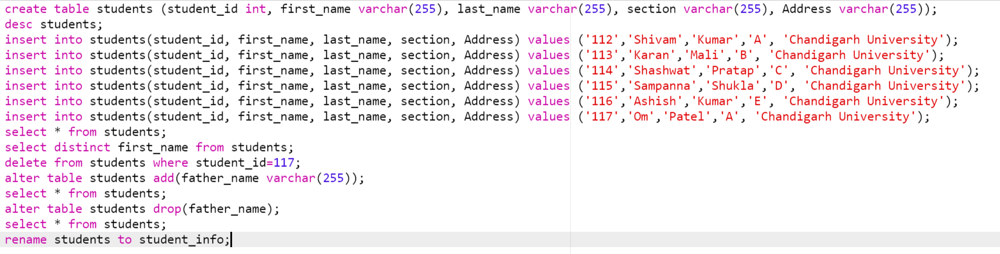 create table students (student_id int, first_name varchar(255), last_name varchar(255), section varchar(255), Address varchar(255));
desc students;
insert into students(student_id, first_name, last_name, section, Address) values ('112','Shivam','Kumar','A', 'Chandigarh University');
insert into students(student_id, first_name, last_name, section, Address) values ('113','Karan','Mali','B', 'Chandigarh University');
insert into students(student_id, first_name, last_name, section, Address) values ('114','Shashwat','Pratap','C', 'Chandigarh University');
insert into students(student_id, first_name, last_name, section, Address) values ('115','Sampanna','Shukla','D', 'Chandigarh University');
insert into students(student_id, first_name, last_name, section, Address) values ('116','Ashish','Kumar','E', 'Chandigarh University');
insert into students(student_id, first_name, last_name, section, Address) values ('117','Om','Patel','A', 'Chandigarh University');
select * from students;
select distinct first_name from students;
delete from students where student_id=117;
alter table students add(father_name varchar(255));
select * from students;
alter table students drop(father_name);
select * from students;
rename students to student_info;